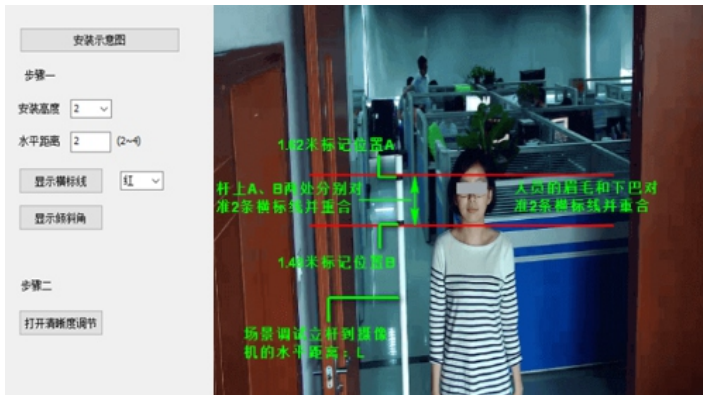 安装示意图
步骤一
安装高度 2
水平距离 2 (2~4)
显示横标线 红
显示倾斜角
步骤二
打开清晰度调节
1.62米标记位置A
杆上A、B两处分别对
准2条横标线并重合
人员的眉毛和下巴对
准2条横标线并重合
1.43米标记位置B
场景调试立杆到摄像
机的水平距离：L